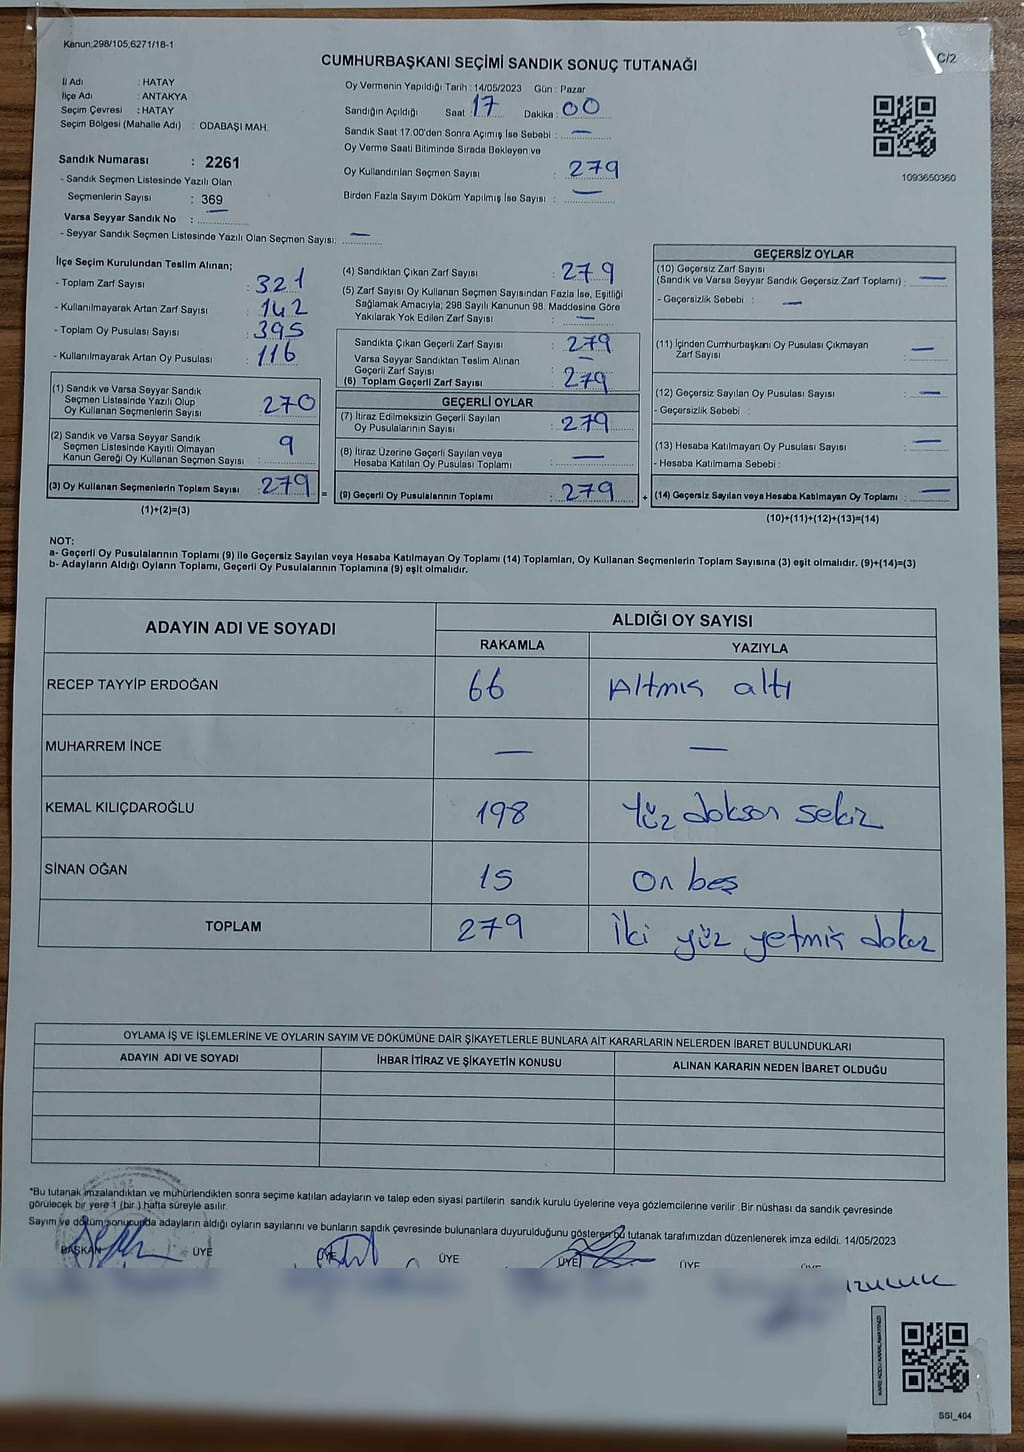 Kanun;298/105,6271/18-1
C/2
CUMHURBAŞKANI SEÇİMİ SANDIK SONUÇ TUTANAĞI
İl Adı : HATAY
İlçe Adı : ANTAKYA
Seçim Çevresi : HATAY
Seçim Bölgesi (Mahalle Adı) : ODABAŞI MAH.
Sandık Numarası : 2261
- Sandık Seçmen Listesinde Yazılı Olan
Seçmenlerin Sayısı : 369
Varsa Seyyar Sandık No : —
- Seyyar Sandık Seçmen Listesinde Yazılı Olan Seçmen Sayısı: —
Oy Vermenin Yapıldığı Tarih : 14/05/2023 Gün : Pazar
Sandığın Açıldığı Saat 17 Dakika : 00
Sandık Saat 17.00'den Sonra Açımış İse Sebebi : —
Oy Verme Saati Bitiminde Sırada Bekleyen ve
Oy Kullandırılan Seçmen Sayısı : 279
Birden Fazla Sayım Döküm Yapılmış İse Sayısı : —
1093650360
İlçe Seçim Kurulundan Teslim Alınan;
- Toplam Zarf Sayısı : 321
- Kullanılmayarak Artan Zarf Sayısı : 142
- Toplam Oy Pusulası Sayısı : 395
- Kullanılmayarak Artan Oy Pusulası : 116
(1) Sandık ve Varsa Seyyar Sandık
Seçmen Listesinde Yazılı Olup
Oy Kullanan Seçmenlerin Sayısı : 270
(2) Sandık ve Varsa Seyyar Sandık
Seçmen Listesinde Kayıtlı Olmayan
Kanun Gereği Oy Kullanan Seçmen Sayısı : 9
(3) Oy Kullanan Seçmenlerin Toplam Sayısı : 279 =
(1)+(2)=(3)
(4) Sandıktan Çıkan Zarf Sayısı : 279
(5) Zarf Sayısı Oy Kullanan Seçmen Sayısından Fazla İse, Eşitliği
Sağlamak Amacıyla; 298 Sayılı Kanunun 98. Maddesine Göre
Yakılarak Yok Edilen Zarf Sayısı : —
Sandıkta Çıkan Geçerli Zarf Sayısı : 279
Varsa Seyyar Sandıktan Teslim Alınan
Geçerli Zarf Sayısı : —
(6) Toplam Geçerli Zarf Sayısı : 279
GEÇERLİ OYLAR
(7) İtiraz Edilmeksizin Geçerli Sayılan
Oy Pusulalarının Sayısı : 279
(8) İtiraz Üzerine Geçerli Sayılan veya
Hesaba Katılan Oy Pusulası Toplamı : —
(9) Geçerli Oy Pusulalarının Toplamı : 279 +
GEÇERSİZ OYLAR
(10) Geçersiz Zarf Sayısı
(Sandık ve Varsa Seyyar Sandık Geçersiz Zarf Toplamı) : —
- Geçersizlik Sebebi : —
(11) İçinden Cumhurbaşkanı Oy Pusulası Çıkmayan
Zarf Sayısı : —
(12) Geçersiz Sayılan Oy Pusulası Sayısı : —
- Geçersizlik Sebebi :
(13) Hesaba Katılmayan Oy Pusulası Sayısı : —
- Hesaba Katılmama Sebebi :
(14) Geçersiz Sayılan veya Hesaba Katılmayan Oy Toplamı : —
(10)+(11)+(12)+(13)=(14)
NOT:
a- Geçerli Oy Pusulalarının Toplamı (9) ile Geçersiz Sayılan veya Hesaba Katılmayan Oy Toplamı (14) Toplamları, Oy Kullanan Seçmenlerin Toplam Sayısına (3) eşit olmalıdır. (9)+(14)=(3)
b- Adayların Aldığı Oyların Toplamı, Geçerli Oy Pusulalarının Toplamına (9) eşit olmalıdır.
ADAYIN ADI VE SOYADI ALDIĞI OY SAYISI
RAKAMLA YAZIYLA
RECEP TAYYİP ERDOĞAN 66 Altmış altı
MUHARREM İNCE — —
KEMAL KILIÇDAROĞLU 198 Yüz doksan sekiz
SİNAN OĞAN 15 On beş
TOPLAM 279 İki yüz yetmiş dokuz
OYLAMA İŞ VE İŞLEMLERİNE VE OYLARIN SAYIM VE DÖKÜMÜNE DAİR ŞİKAYETLERLE BUNLARA AİT KARARLARIN NELERDEN İBARET BULUNDUKLARI
ADAYIN ADI VE SOYADI İHBAR İTİRAZ VE ŞİKAYETİN KONUSU ALINAN KARARIN NEDEN İBARET OLDUĞU
*Bu tutanak imzalandıktan ve mühürlendikten sonra seçime katılan adayların ve talep eden siyasi partilerin sandık kurulu üyelerine veya gözlemcilerine verilir .Bir nüshası da sandık çevresinde
görülecek bir yere 1 (bir ) hafta süreyle asılır.
Sayım ve döküm sonucunda adayların aldığı oyların sayılarını ve bunların sandık çevresinde bulunanlara duyurulduğunu gösteren bu tutanak tarafımızdan düzenlenerek imza edildi. 14/05/2023
BAŞKAN ÜYE ÜYE ÜYE ÜYE ÜYE
KARE KODU KARALAMAYINIZ!
SSI_404